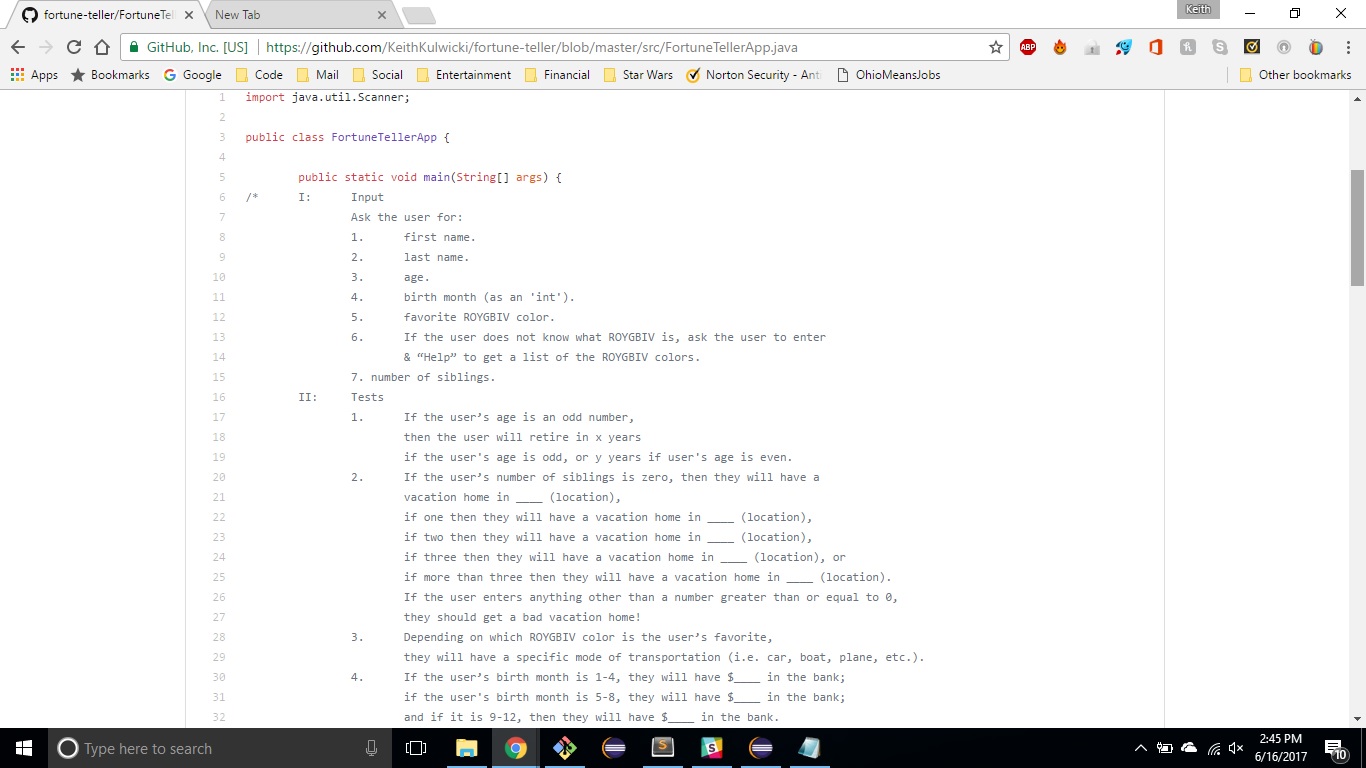 fortune-teller/FortuneTel
New Tab
Keith
GitHub, Inc. [US]
https://github.com/KeithKulwicki/fortune-teller/blob/master/src/FortuneTellerApp.java
ABP
Apps
Bookmarks
Google
Code
Mail
Social
Entertainment
Financial
Star Wars
Norton Security - Ant
OhioMeansJobs
Other bookmarks
1 import java.util.Scanner;
2
3 public class FortuneTellerApp {
4
5 public static void main(String[] args) {
6 /* I: Input
7 Ask the user for:
8 1. first name.
9 2. last name.
10 3. age.
11 4. birth month (as an 'int').
12 5. favorite ROYGBIV color.
13 6. If the user does not know what ROYGBIV is, ask the user to enter
14 & “Help” to get a list of the ROYGBIV colors.
15 7. number of siblings.
16 II: Tests
17 1. If the user’s age is an odd number,
18 then the user will retire in x years
19 if the user's age is odd, or y years if user's age is even.
20 2. If the user’s number of siblings is zero, then they will have a
21 vacation home in ____ (location),
22 if one then they will have a vacation home in ____ (location),
23 if two then they will have a vacation home in ____ (location),
24 if three then they will have a vacation home in ____ (location), or
25 if more than three then they will have a vacation home in ____ (location).
26 If the user enters anything other than a number greater than or equal to 0,
27 they should get a bad vacation home!
28 3. Depending on which ROYGBIV color is the user’s favorite,
29 they will have a specific mode of transportation (i.e. car, boat, plane, etc.).
30 4. If the user’s birth month is 1-4, they will have $____ in the bank;
31 if the user's birth month is 5-8, they will have $____ in the bank;
32 and if it is 9-12, then they will have $____ in the bank.
Type here to search
2:45 PM
6/16/2017
10